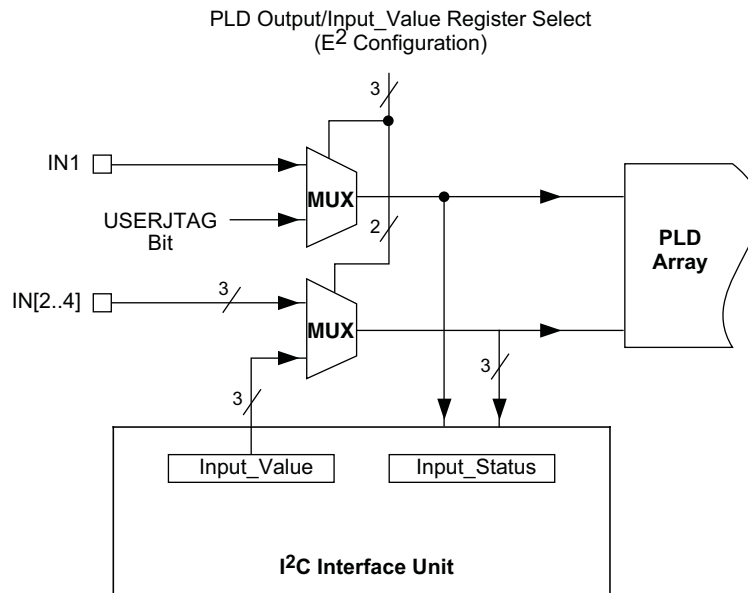 PLD Output/Input_Value Register Select
(E2 Configuration)
3
IN1
MUX
USERJTAG
Bit
2
PLD
Array
IN[2..4]
3
MUX
3
3
Input_Value
Input_Status
I2C Interface Unit